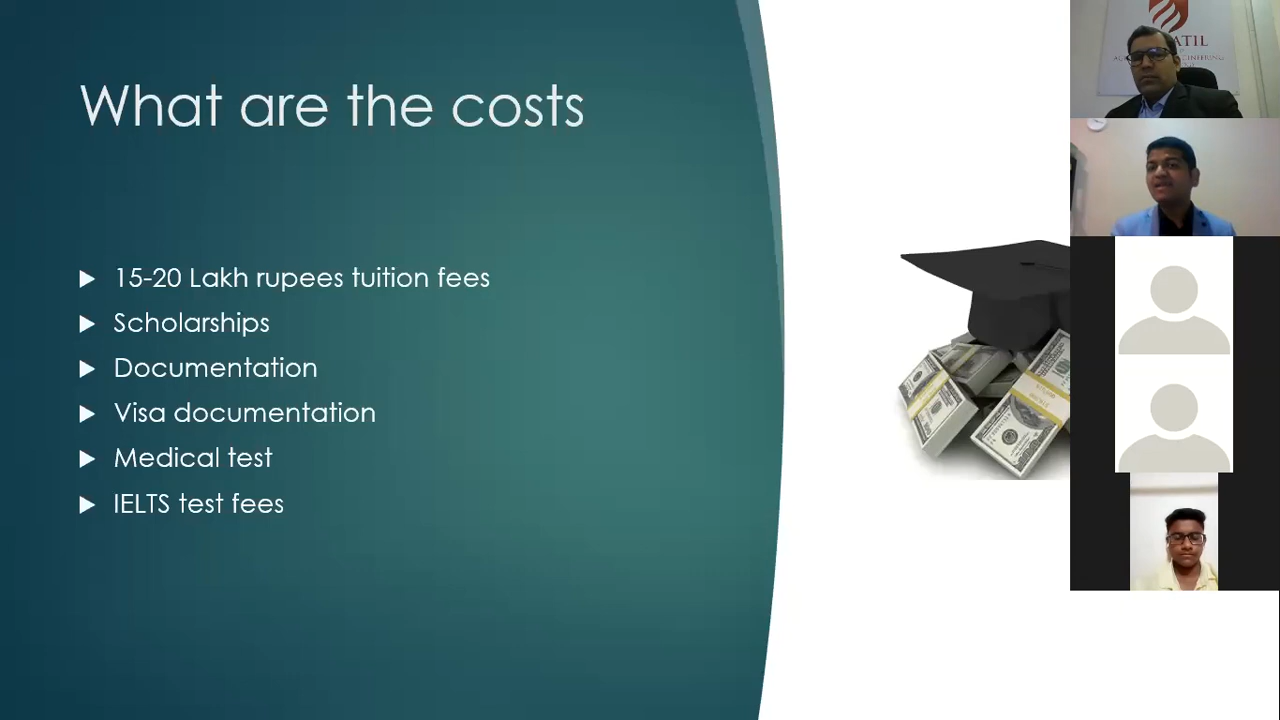 What are the costs
15-20 Lakh rupees tuition fees
Scholarships
Documentation
Visa documentation
Medical test
IELTS test fees